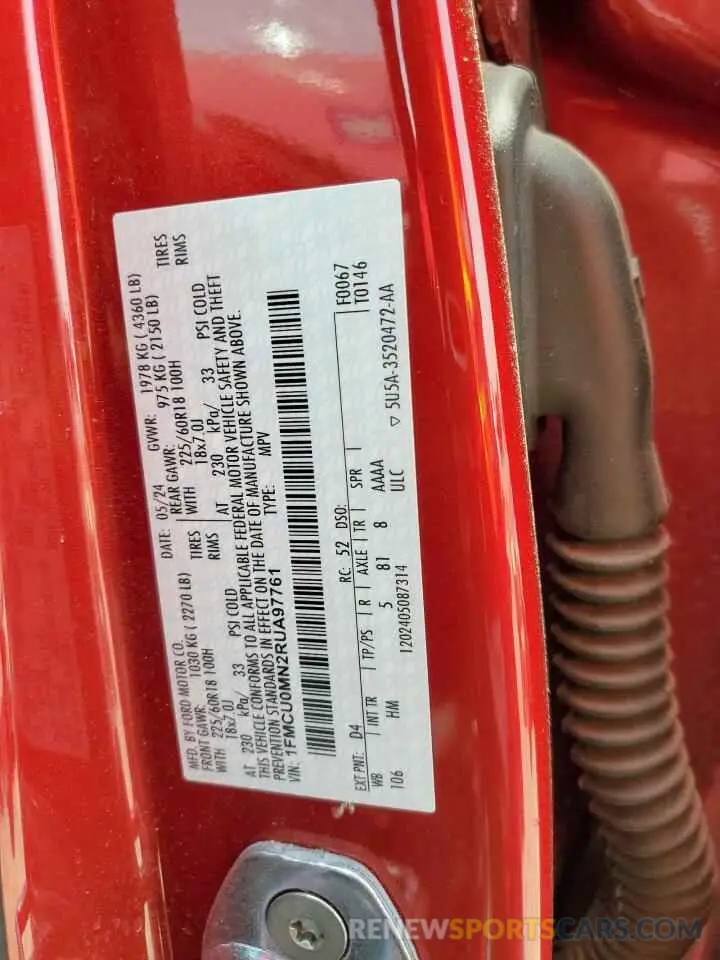 MFD. BY FORD MOTOR CO.
DATE: 05/24
GVWR: 1978 KG ( 4360 LB)
FRONT GAWR: 1030 KG ( 2270 LB)
REAR GAWR: 975 KG ( 2150 LB)
WITH 225/60R18 100H TIRES
WITH 225/60R18 100H TIRES
18x7.0J RIMS
18x7.0J RIMS
AT 230 kPa/ 33 PSI COLD
AT 230 kPa/ 33 PSI COLD
THIS VEHICLE CONFORMS TO ALL APPLICABLE FEDERAL MOTOR VEHICLE SAFETY AND THEFT
PREVENTION STANDARDS IN EFFECT ON THE DATE OF MANUFACTURE SHOWN ABOVE.
VIN: 1FMCU0MN2RUA97761
TYPE: MPV
F0067
T0146
EXT PNT: D4 RC: 52 DSO:
WB INT TR TP/PS R AXLE TR SPR
106 HM 5 81 8 AAAA
ULC
1202405087314
▽ 5U5A-3520472-AA
RENEWSPORTSCARS.COM